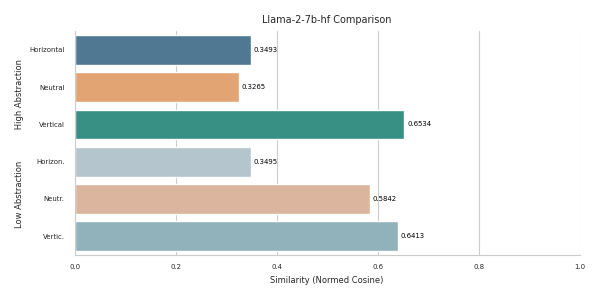 Llama-2-7b-hf Comparison
High Abstraction
Horizontal
0.3493
Neutral
0.3265
Vertical
0.6534
Low Abstraction
Horizon.
0.3495
Neutr.
0.5842
Vertic.
0.6413
0.0 0.2 0.4 0.6 0.8 1.0
Similarity (Normed Cosine)